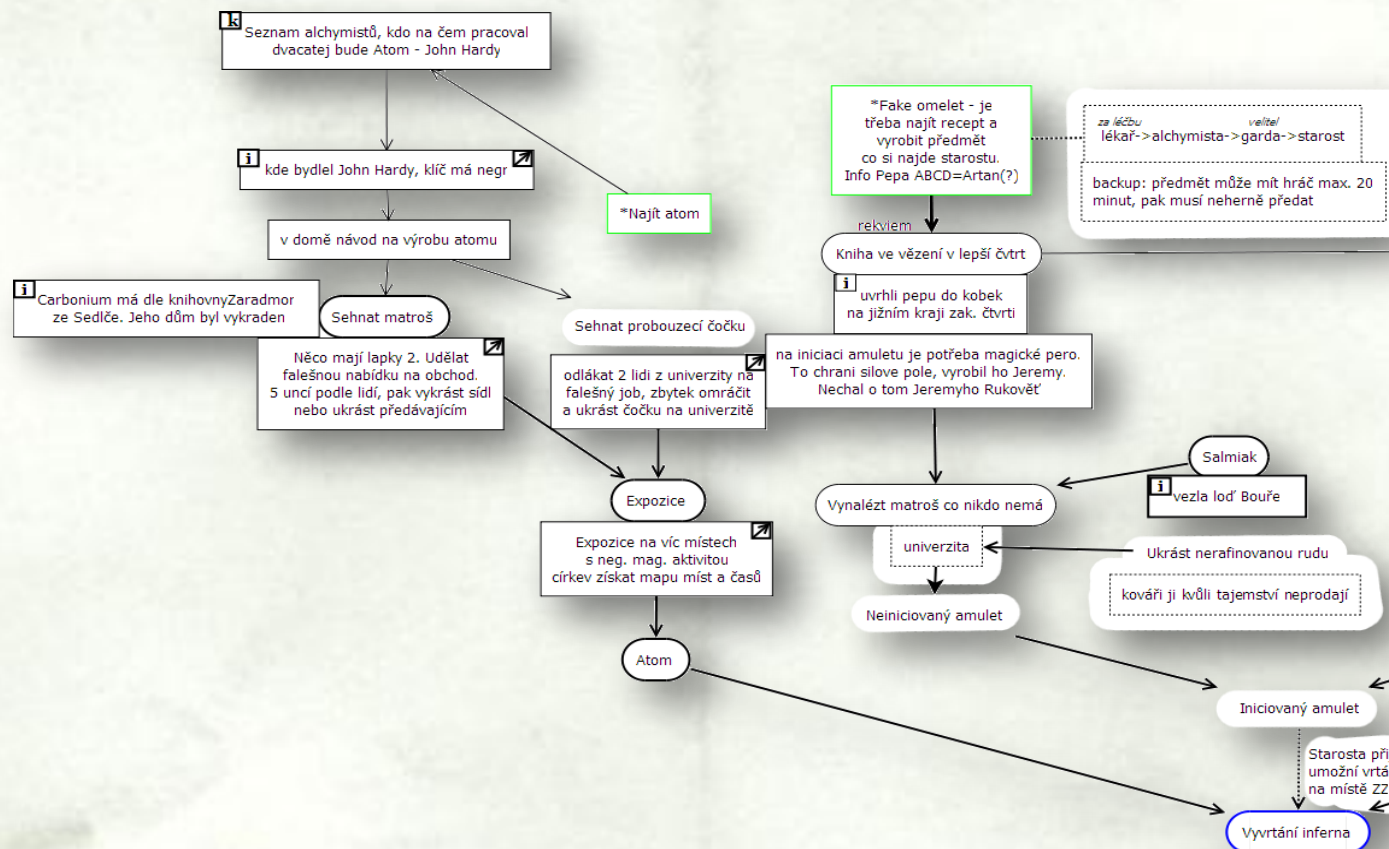 k
Seznam alchymistů, kdo na čem pracoval
dvacatej bude Atom - John Hardy
i
kde bydlel John Hardy, klíč má negr
*Najít atom
v domě návod na výrobu atomu
i
Carbonium má dle knihovnyZaradmor
ze Sedlče. Jeho dům byl vykraden
Sehnat matroš
Něco mají lapky 2. Udělat
falešnou nabídku na obchod.
5 uncí podle lidí, pak vykrást sídl
nebo ukrást předávajícím
Sehnat probouzecí čočku
odlákat 2 lidi z univerzity na
falešný job, zbytek omráčit
a ukrást čočku na univerzitě
Expozice
Expozice na víc místech
s neg. mag. aktivitou
církev získat mapu míst a časů
Atom
*Fake omelet - je
třeba najít recept a
vyrobit předmět
co si najde starostu.
Info Pepa ABCD=Artan(?)
za léčbu velitel
lékař->alchymista->garda->starost
backup: předmět může mít hráč max. 20
minut, pak musí neherně předat
rekviem
Kniha ve vězení v lepší čvtrt
i
uvrhli pepu do kobek
na jižním kraji zak. čtvrti
na iniciaci amuletu je potřeba magické pero.
To chrani silove pole, vyrobil ho Jeremy.
Nechal o tom Jeremyho Rukověť
Salmiak
i
vezla loď Bouře
Vynalézt matroš co nikdo nemá
univerzita
Ukrást nerafinovanou rudu
kováři ji kvůli tajemství neprodají
Neiniciovaný amulet
Iniciovaný amulet
Starosta při
umožní vrtá
na místě ZZ
Vyvrtání inferna